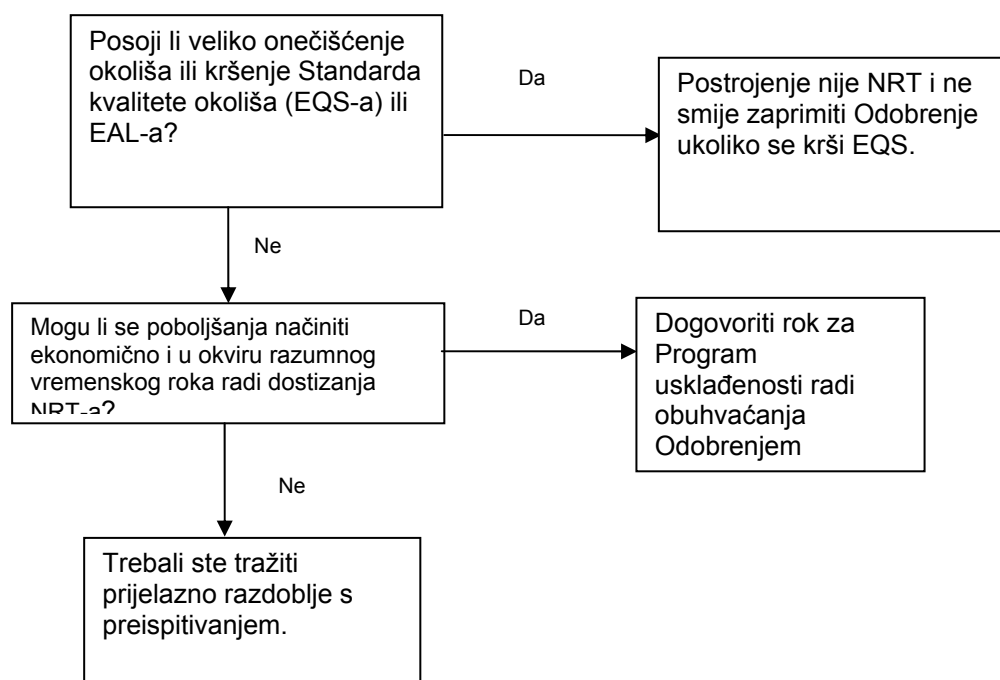 Posoji li veliko onečišćenje
okoliša ili kršenje Standarda
kvalitete okoliša (EQS-a) ili
EAL-a?
Da
Postrojenje nije NRT i ne
smije zaprimiti Odobrenje
ukoliko se krši EQS.
Ne
Mogu li se poboljšanja načiniti
ekonomično i u okviru razumnog
vremenskog roka radi dostizanja
NRT-a?
Da
Dogovoriti rok za
Program
usklađenosti radi
obuhvaćanja
Odobrenjem
Ne
Trebali ste tražiti
prijelazno razdoblje s
preispitivanjem.